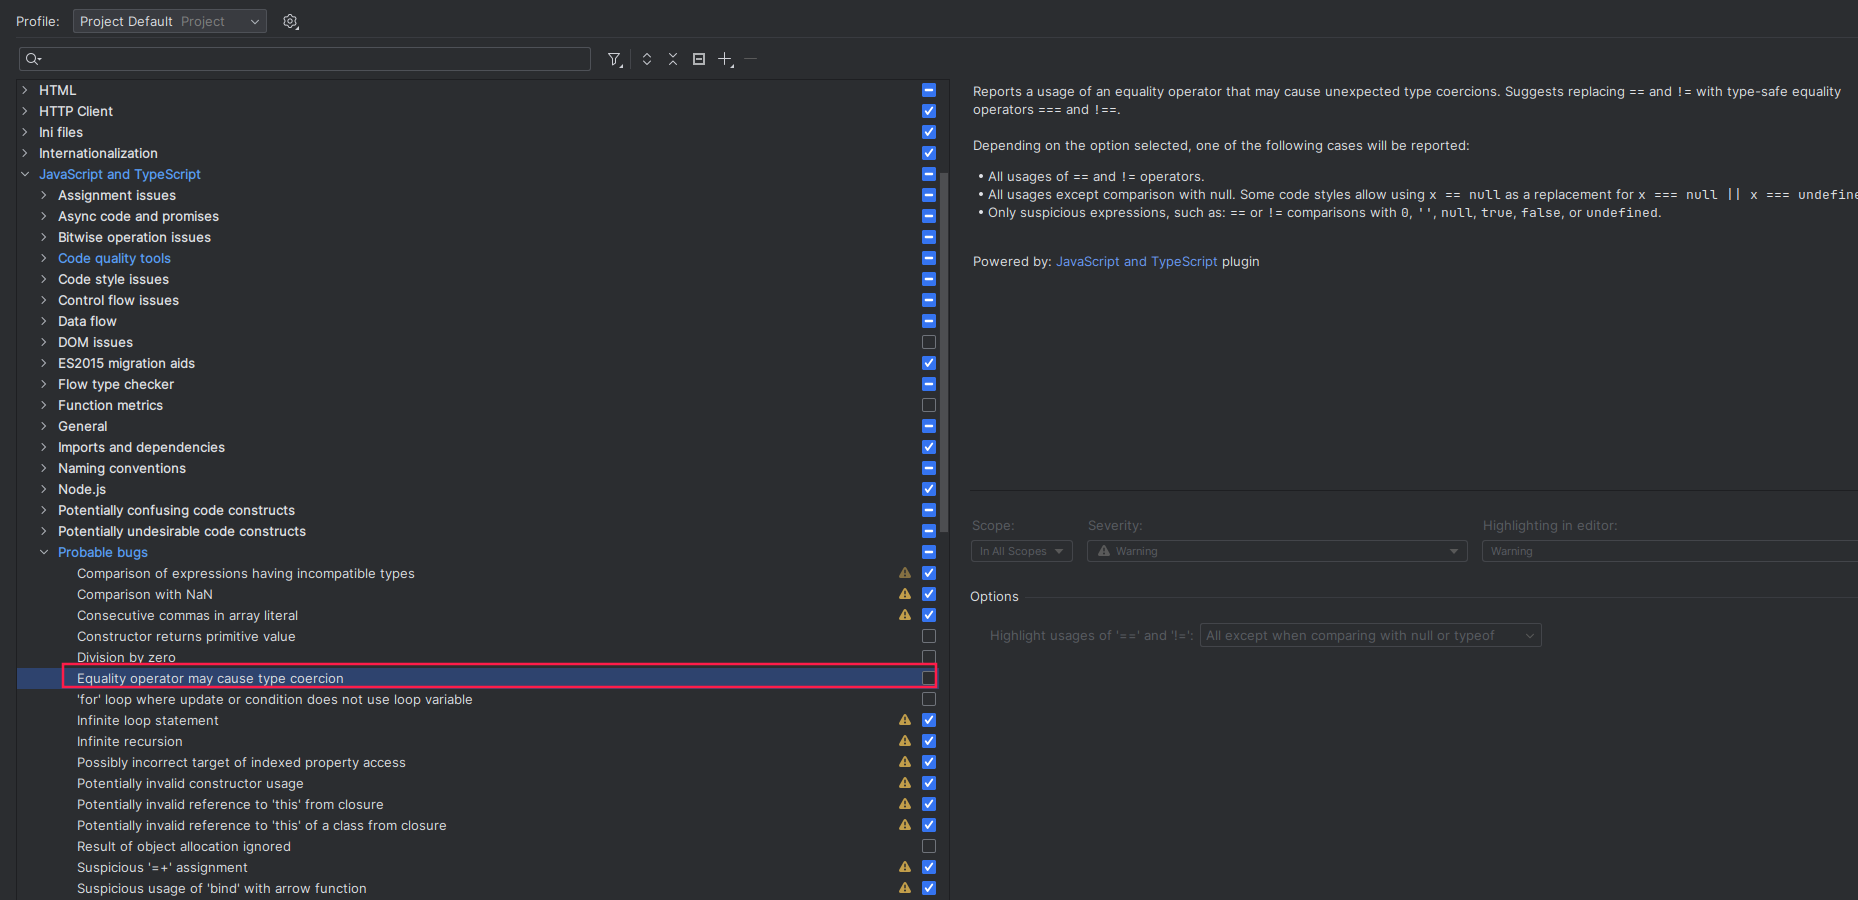 Profile: Project Default Project
HTML
HTTP Client
Ini files
Internationalization
JavaScript and TypeScript
Assignment issues
Async code and promises
Bitwise operation issues
Code quality tools
Code style issues
Control flow issues
Data flow
DOM issues
ES2015 migration aids
Flow type checker
Function metrics
General
Imports and dependencies
Naming conventions
Node.js
Potentially confusing code constructs
Potentially undesirable code constructs
Probable bugs
Comparison of expressions having incompatible types
Comparison with NaN
Consecutive commas in array literal
Constructor returns primitive value
Division by zero
Equality operator may cause type coercion
'for' loop where update or condition does not use loop variable
Infinite loop statement
Infinite recursion
Possibly incorrect target of indexed property access
Potentially invalid constructor usage
Potentially invalid reference to 'this' from closure
Potentially invalid reference to 'this' of a class from closure
Result of object allocation ignored
Suspicious '=+' assignment
Suspicious usage of 'bind' with arrow function
Reports a usage of an equality operator that may cause unexpected type coercions. Suggests replacing == and != with type-safe equality
operators === and !==.
Depending on the option selected, one of the following cases will be reported:
• All usages of == and != operators.
• All usages except comparison with null. Some code styles allow using x == null as a replacement for x === null || x === undefine
• Only suspicious expressions, such as: == or != comparisons with 0, '', null, true, false, or undefined.
Powered by: JavaScript and TypeScript plugin
Scope: Severity: Highlighting in editor:
In All Scopes Warning Warning
Options
Highlight usages of '==' and '!=': All except when comparing with null or typeof